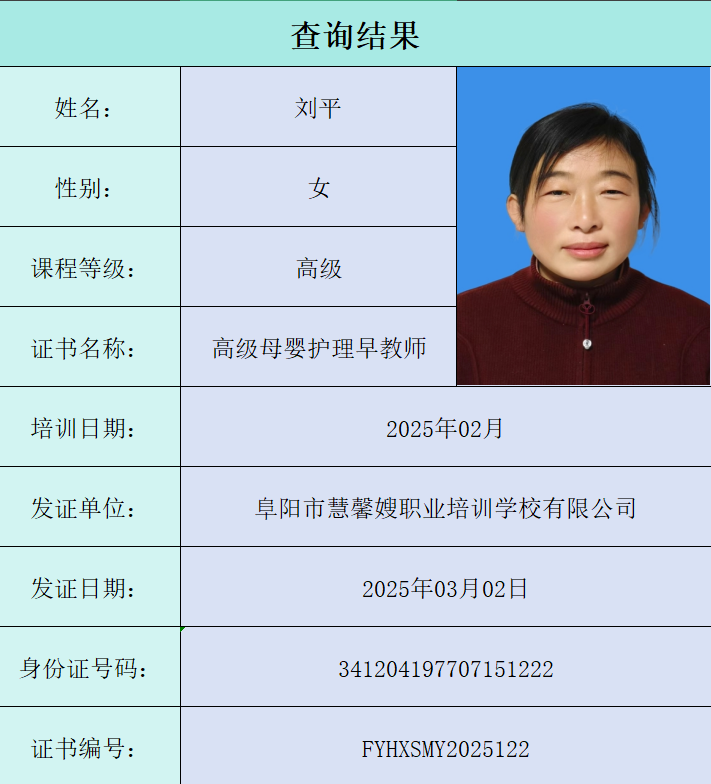 查询结果
姓名： 刘平
性别： 女
课程等级： 高级
证书名称： 高级母婴护理早教师
培训日期： 2025年02月
发证单位： 阜阳市慧馨嫂职业培训学校有限公司
发证日期： 2025年03月02日
身份证号码： 341204197707151222
证书编号： FYHXSMY2025122